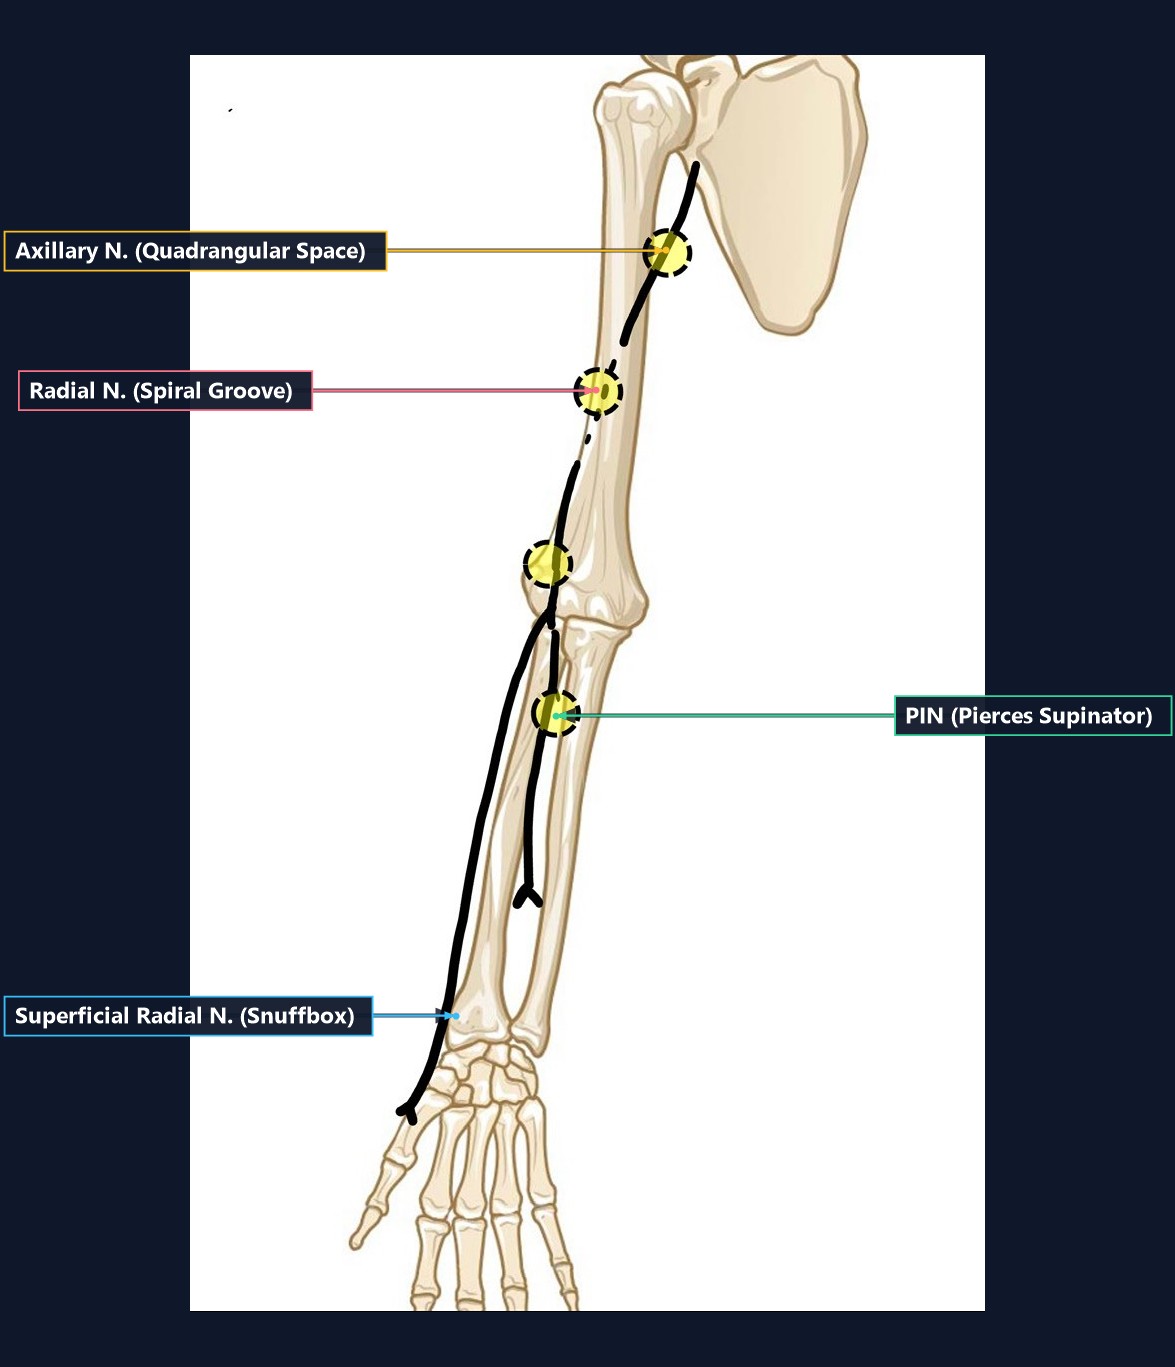 Axillary N. (Quadrangular Space)
Radial N. (Spiral Groove)
PIN (Pierces Supinator)
Superficial Radial N. (Snuffbox)